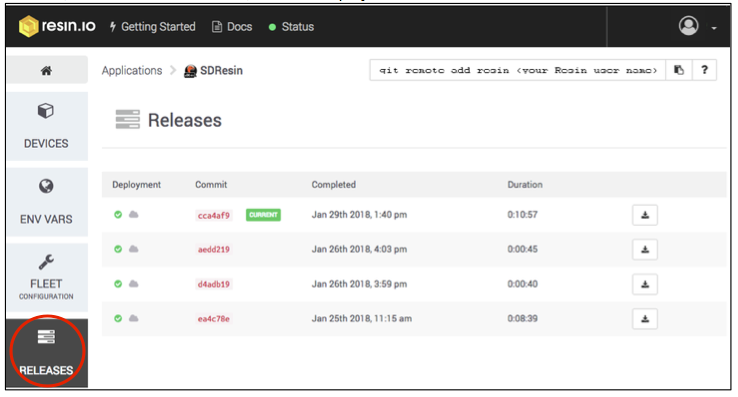 resin.io Getting Started Docs Status
Applications > SDResin git remote add resin <your Resin user name> ?
Releases
DEVICES
ENV VARS
FLEET
CONFIGURATION
RELEASES
Deployment Commit Completed Duration
cca4af9 CURRENT Jan 29th 2018, 1:40 pm 0:10:57
aedd219 Jan 26th 2018, 4:03 pm 0:00:45
d4adb19 Jan 26th 2018, 3:59 pm 0:00:40
ea4c78e Jan 25th 2018, 11:15 am 0:08:39